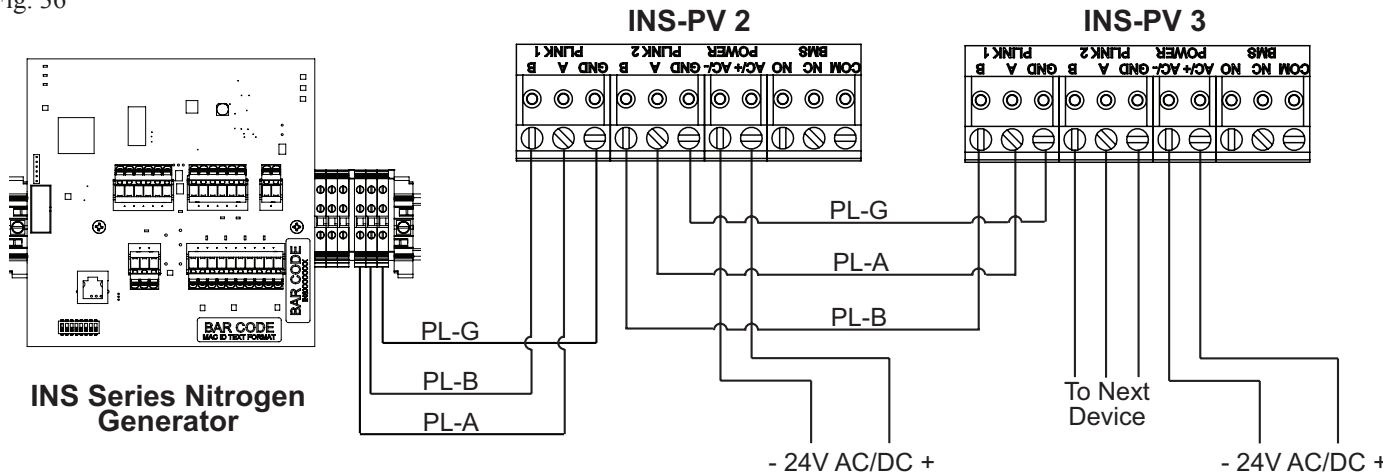 Fig. 36
INS-PV 2
INS-PV 3
PLINK 1 PLINK 2 POWER BMS
B A GND B A GND AC/- AC/+ NO NC COM
PLINK 1 PLINK 2 POWER BMS
B A GND B A GND AC/- AC/+ NO NC COM
PL-G
PL-A
PL-B
BAR CODE
BAR CODE
MAC ID TEXT FORMAT
PL-G
PL-B
PL-A
INS Series Nitrogen
Generator
To Next
Device
- 24V AC/DC +
- 24V AC/DC +